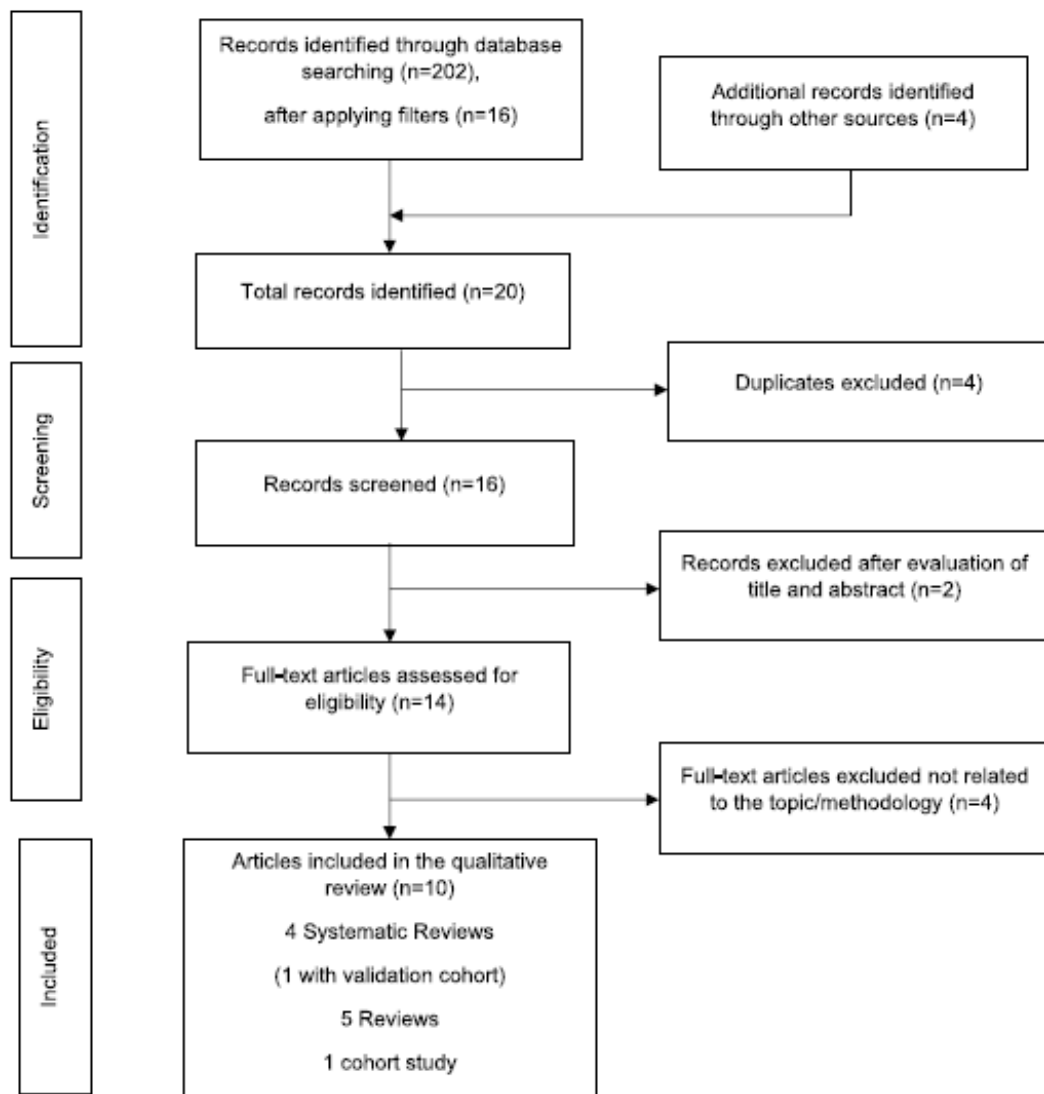 Identification
Records identified through database
searching (n=202),
after applying filters (n=16)
Additional records identified
through other sources (n=4)
Total records identified (n=20)
Screening
Duplicates excluded (n=4)
Records screened (n=16)
Records excluded after evaluation of
title and abstract (n=2)
Eligibility
Full-text articles assessed for
eligibility (n=14)
Full-text articles excluded not related
to the topic/methodology (n=4)
Included
Articles included in the qualitative
review (n=10)
4 Systematic Reviews
(1 with validation cohort)
5 Reviews
1 cohort study